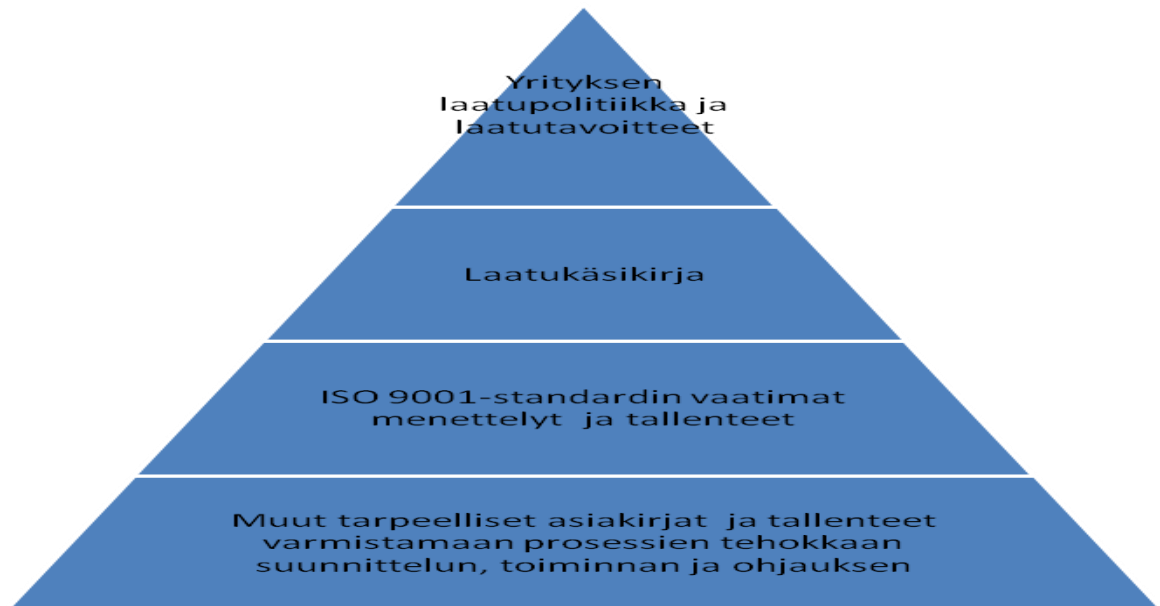 Yrityksen
laatupolitiikka ja
laatutavoitteet
Laatukäsikirja
ISO 9001-standardin vaatimat
menettelyt ja tallenteet
Muut tarpeelliset asiakirjat ja tallenteet
varmistamaan prosessien tehokkaan
suunnittelun, toiminnan ja ohjauksen